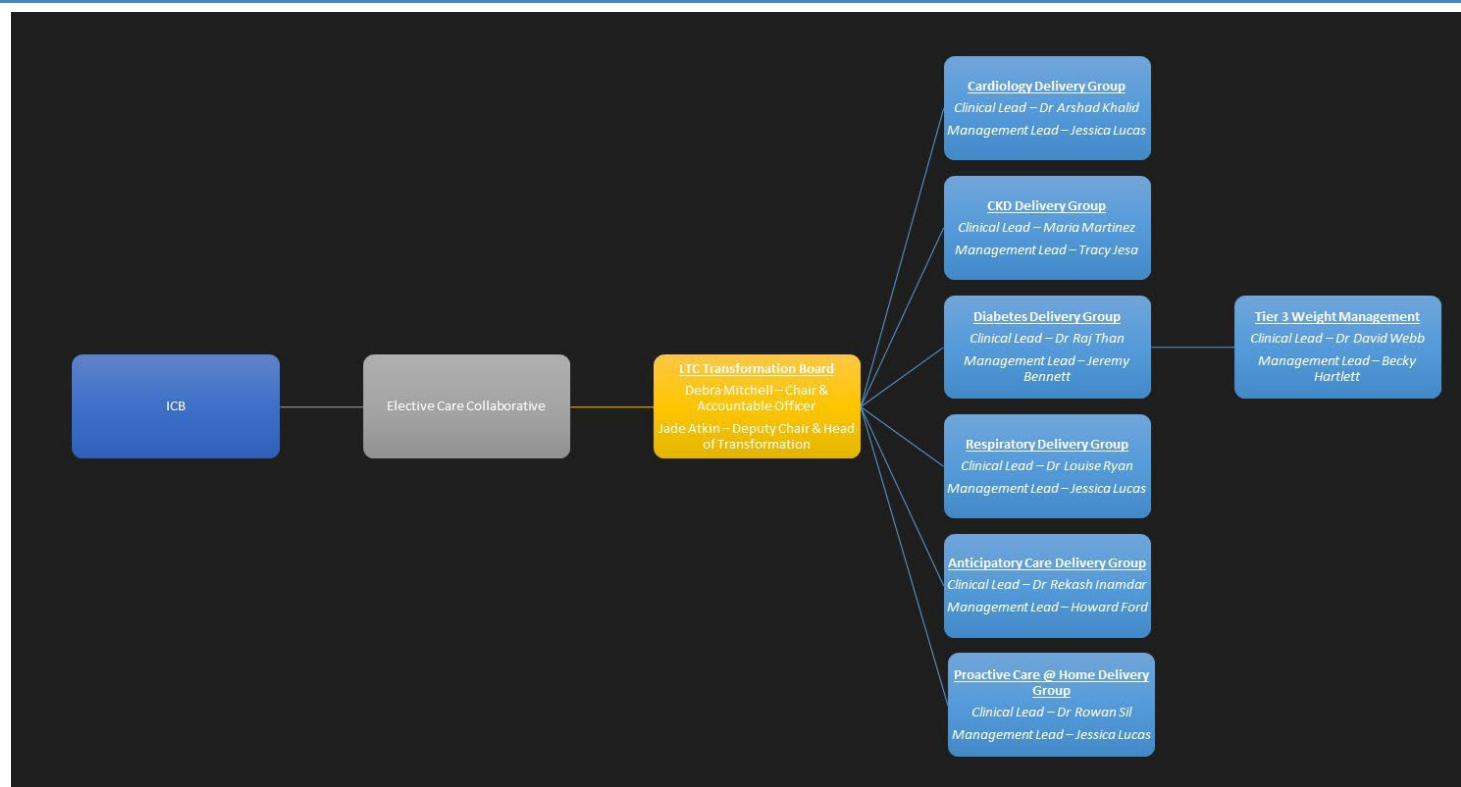 ICB
Elective Care Collaborative
LTC Transformation Board
Debra Mitchell – Chair &
Accountable Officer
Jade Atkin – Deputy Chair & Head
of Transformation
Cardiology Delivery Group
Clinical Lead – Dr Arshad Khalid
Management Lead – Jessica Lucas
CKD Delivery Group
Clinical Lead – Maria Martinez
Management Lead – Tracy Jesa
Diabetes Delivery Group
Clinical Lead – Dr Raj Than
Management Lead – Jeremy
Bennett
Tier 3 Weight Management
Clinical Lead – Dr David Webb
Management Lead – Becky
Hartlett
Respiratory Delivery Group
Clinical Lead – Dr Louise Ryan
Management Lead – Jessica Lucas
Anticipatory Care Delivery Group
Clinical Lead – Dr Rekash Inamdar
Management Lead – Howard Ford
Proactive Care @ Home Delivery
Group
Clinical Lead – Dr Rowan Sil
Management Lead – Jessica Lucas